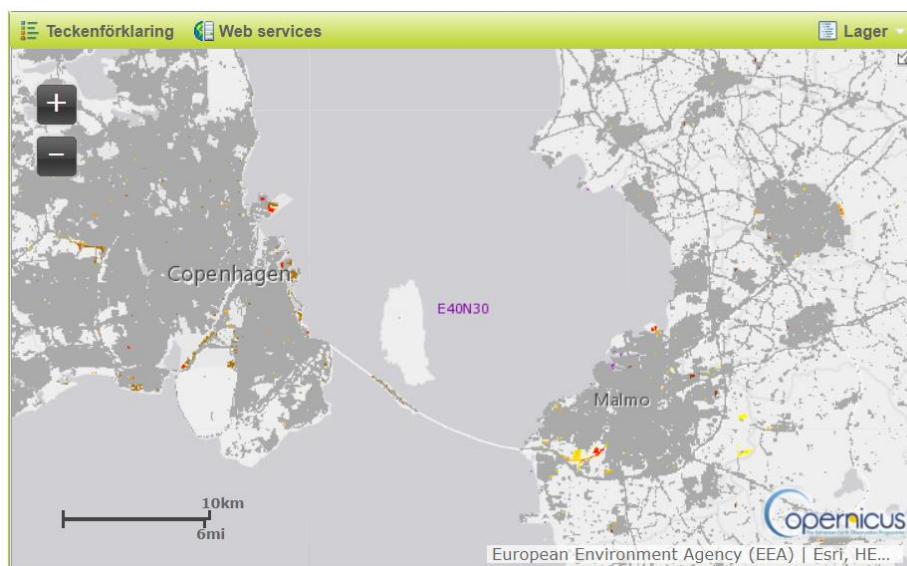 Teckenförklaring Web services Lager
+
−
Copenhagen
E40N30
Malmo
10km
6mi
opernicus
European Environment Agency (EEA) | Esri, HE...